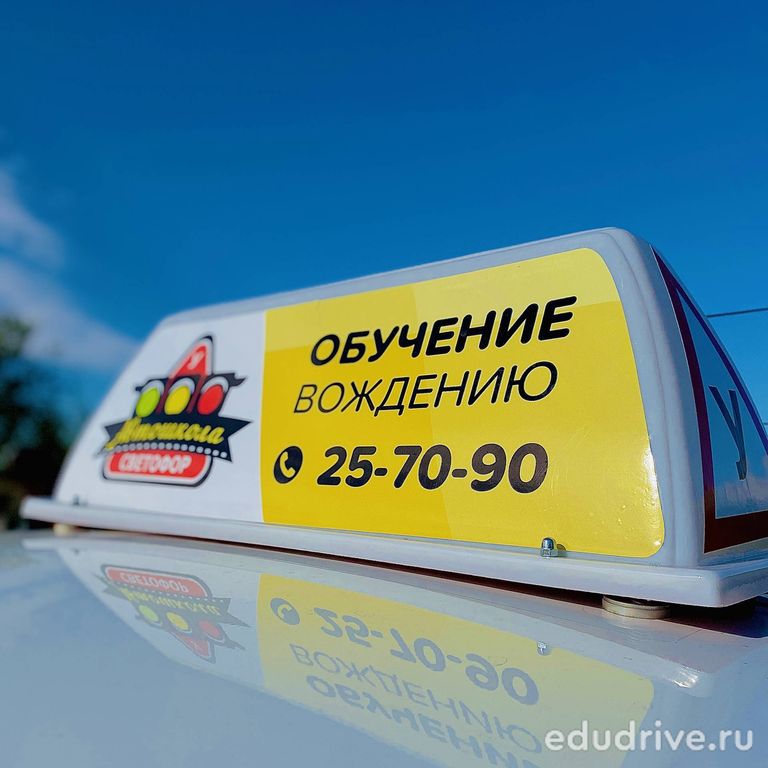 У
Автошкола
СВЕТОФОР
ОБУЧЕНИЕ
ВОЖДЕНИЮ
25-70-90
У
edudrive.ru